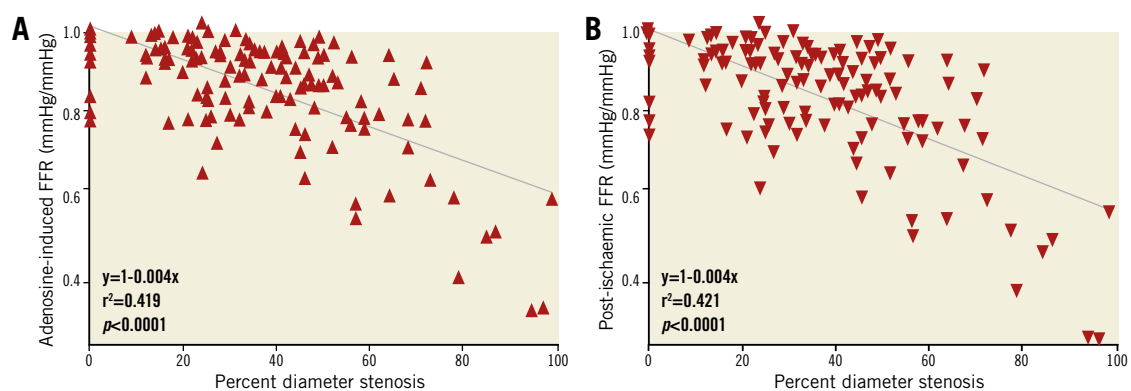 A
Adenosine-induced FFR (mmHg/mmHg)
1.0
0.8
0.6
0.4
y=1-0.004x
r²=0.419
p<0.0001
0 20 40 60 80 100
Percent diameter stenosis
B
Post-ischaemic FFR (mmHg/mmHg)
1.0
0.8
0.6
0.4
y=1-0.004x
r²=0.421
p<0.0001
0 20 40 60 80 100
Percent diameter stenosis